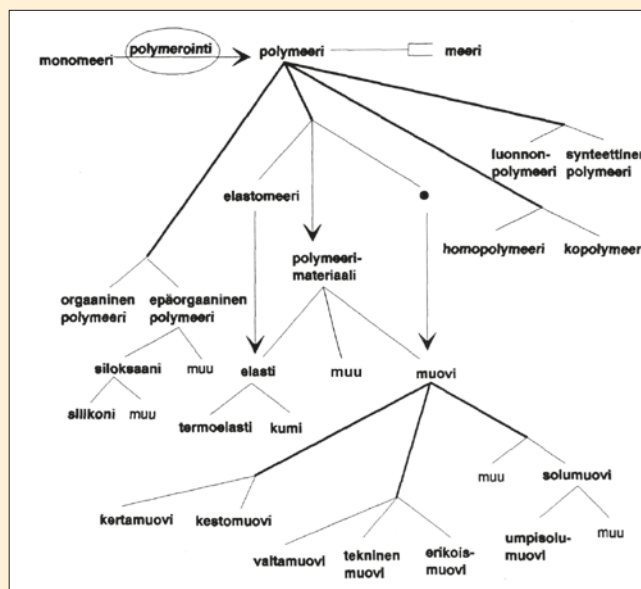 polymerointi
monomeeri
polymeeri
meeri
luonnon-
polymeeri
synteettinen
polymeeri
elastomeeri
homopolymeeri
kopolymeeri
polymeeri-
materiaali
orgaaninen
polymeeri
epäorgaaninen
polymeeri
siloksaani
muu
elasti
muu
muovi
silikoni
muu
termoelasti
kumi
muu
solumuovi
kertamuovi
kestomuovi
umpisolu-
muovi
muu
valtamuovi
tekninen
muovi
erikois-
muovi